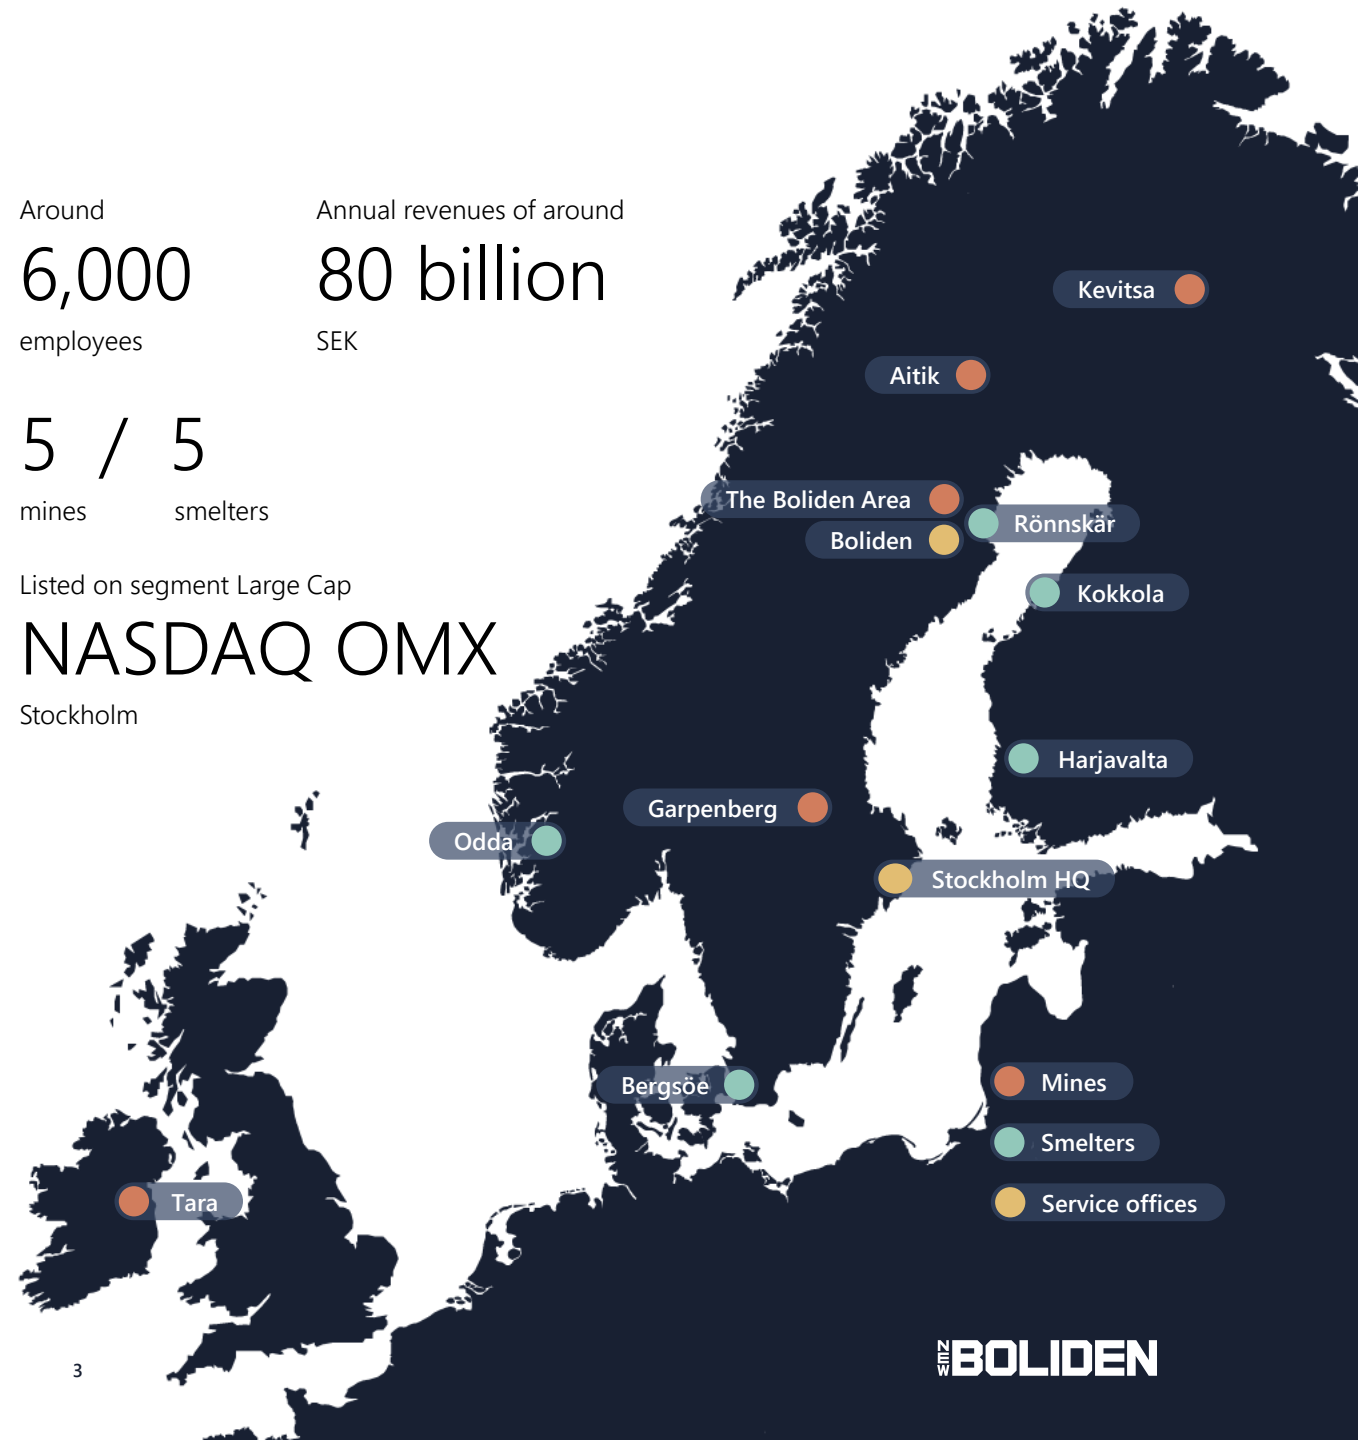 Around
6,000
employees
Annual revenues of around
80 billion
SEK
5 / 5
mines smelters
Listed on segment Large Cap
NASDAQ OMX
Stockholm
Kevitsa
Aitik
The Boliden Area
Rönnskär
Boliden
Kokkola
Harjavalta
Garpenberg
Odda
Stockholm HQ
Bergsöe
Tara
Mines
Smelters
Service offices
NEW BOLIDEN
3